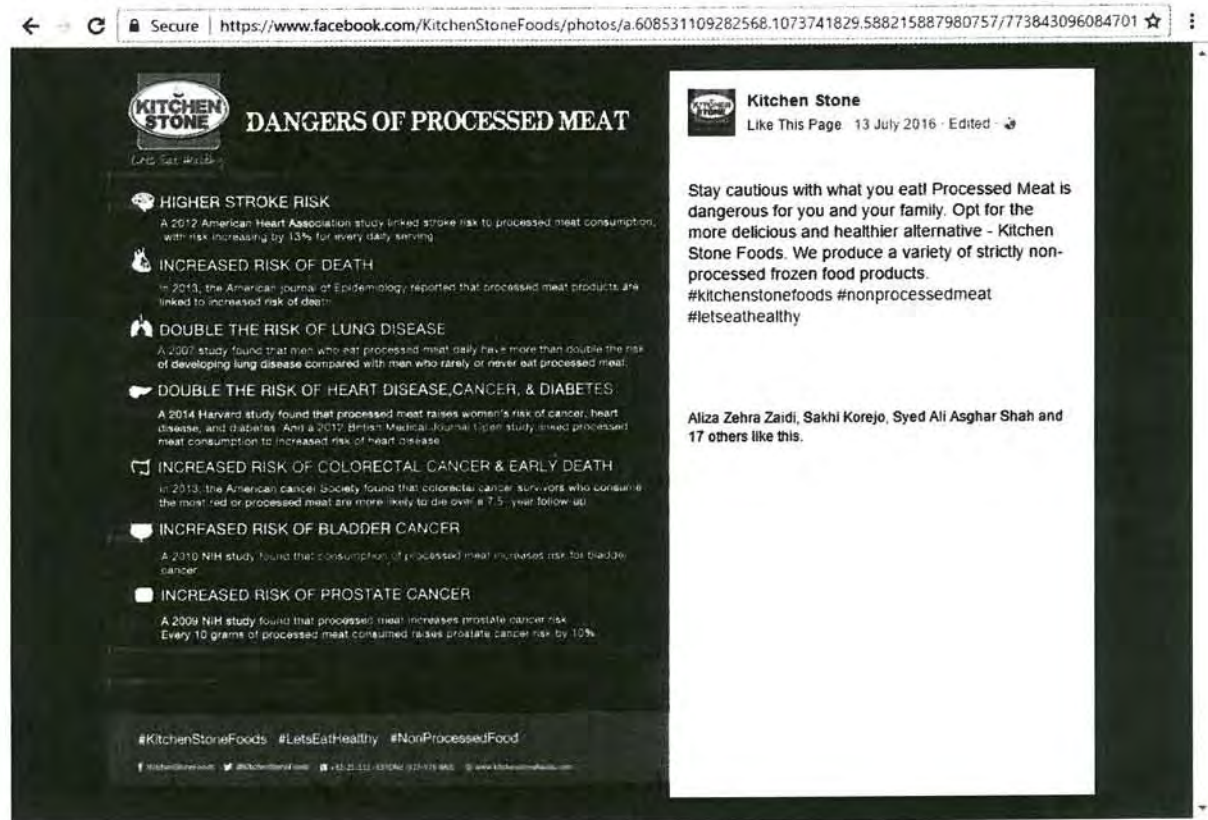 Secure | https://www.facebook.com/KitchenStoneFoods/photos/a.608531109282568.1073741829.588215887980757/773843096084701
KITCHEN
STONE
DANGERS OF PROCESSED MEAT
Lets Eat Healthy
HIGHER STROKE RISK
A 2012 American Heart Association study linked stroke risk to processed meat consumption,
with risk increasing by 13% for every daily serving
INCREASED RISK OF DEATH
In 2013, the American journal of Epidemiology reported that processed meat products are
linked to increased risk of death
DOUBLE THE RISK OF LUNG DISEASE
A 2007 study found that men who eat processed meat daily have more than double the risk
of developing lung disease compared with men who rarely or never eat processed meat.
DOUBLE THE RISK OF HEART DISEASE,CANCER, & DIABETES
A 2014 Harvard study found that processed meat raises women's risk of cancer, heart
disease, and diabetes. And a 2012 British Medical Journal Open study linked processed
meat consumption to increased risk of heart disease
INCREASED RISK OF COLORECTAL CANCER & EARLY DEATH
In 2013, the American cancer Society found that colorectal cancer survivors who consume
the most red or processed meat are more likely to die over a 7.5- year follow up
INCREASED RISK OF BLADDER CANCER
A 2010 NIH study found that consumption of processed meat increases risk for bladder
cancer
INCREASED RISK OF PROSTATE CANCER
A 2009 NIH study found that processed meat increases prostate cancer risk
Every 10 grams of processed meat consumed raises prostate cancer risk by 10%
#KitchenStoneFoods #LetsEatHealthy #NonProcessedFood
Kitchen Stone
Like This Page 13 July 2016 · Edited ·
Stay cautious with what you eat! Processed Meat is
dangerous for you and your family. Opt for the
more delicious and healthier alternative - Kitchen
Stone Foods. We produce a variety of strictly non-
processed frozen food products.
#kitchenstonefoods #nonprocessedmeat
#letseathealthy
Aliza Zehra Zaidi, Sakhi Korejo, Syed Ali Asghar Shah and
17 others like this.